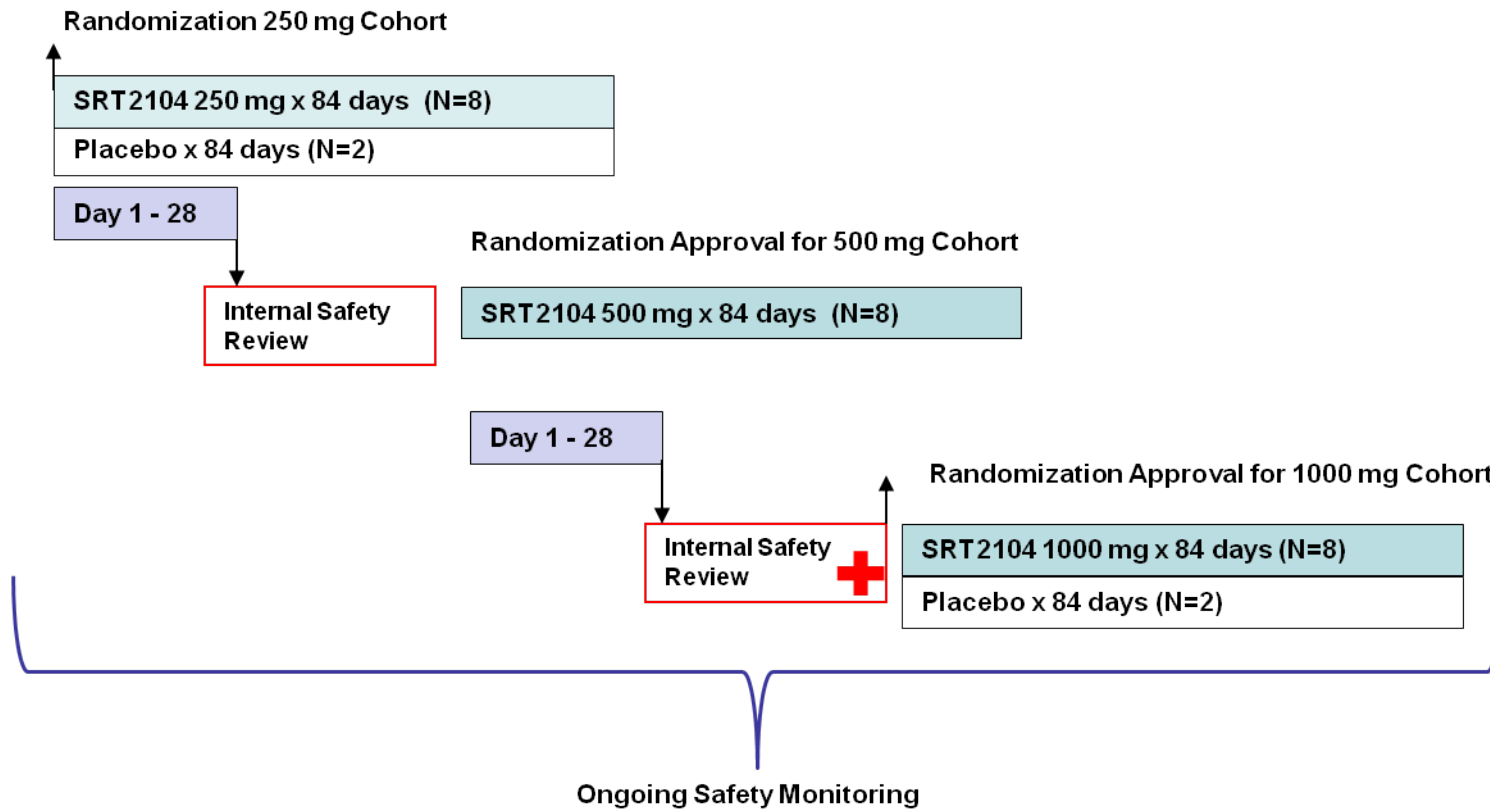 Randomization 250 mg Cohort
SRT2104 250 mg x 84 days (N=8)
Placebo x 84 days (N=2)
Day 1 - 28
Randomization Approval for 500 mg Cohort
Internal Safety
Review
SRT2104 500 mg x 84 days (N=8)
Day 1 - 28
Randomization Approval for 1000 mg Cohort
Internal Safety
Review
SRT2104 1000 mg x 84 days (N=8)
Placebo x 84 days (N=2)
Ongoing Safety Monitoring